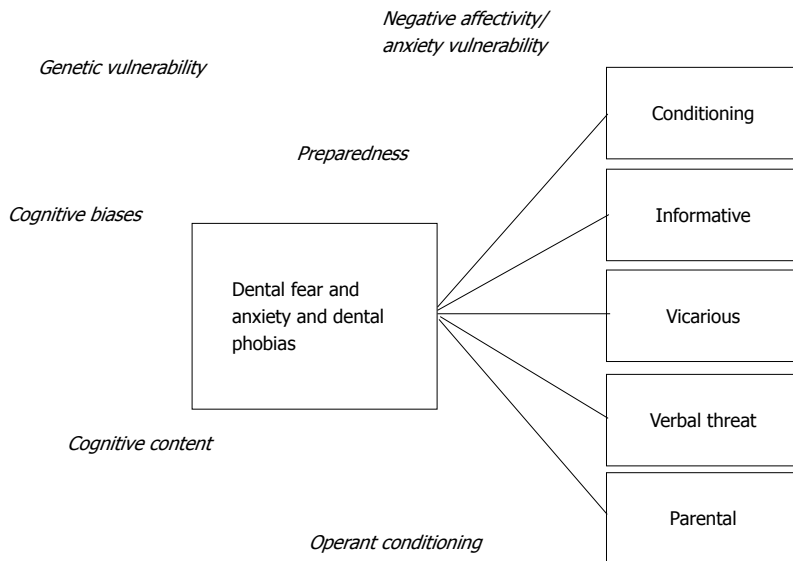 Negative affectivity/
anxiety vulnerability
Genetic vulnerability
Conditioning
Preparedness
Informative
Cognitive biases
Dental fear and
anxiety and dental
phobias
Vicarious
Verbal threat
Cognitive content
Parental
Operant conditioning